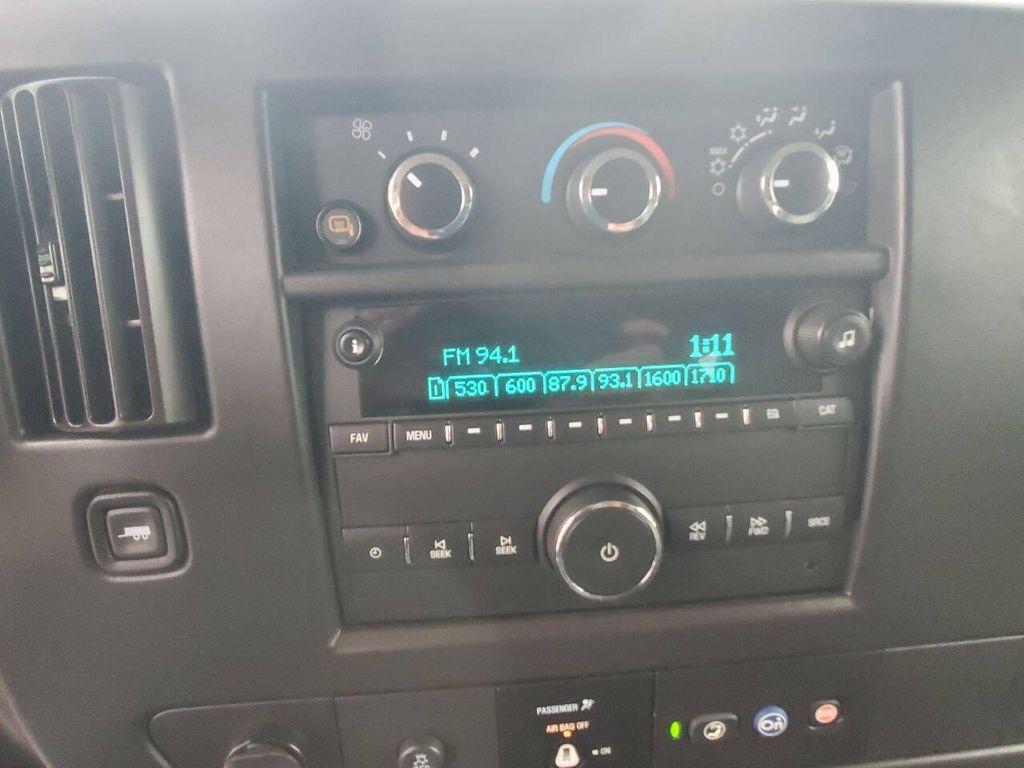 MAX
FM 94.1 1:11
1 530 600 87.9 93.1 1600 1710
FAV MENU EQ CAT
SEEK SEEK REV FWD SRCE
PASSENGER
AIR BAG OFF
ON
On